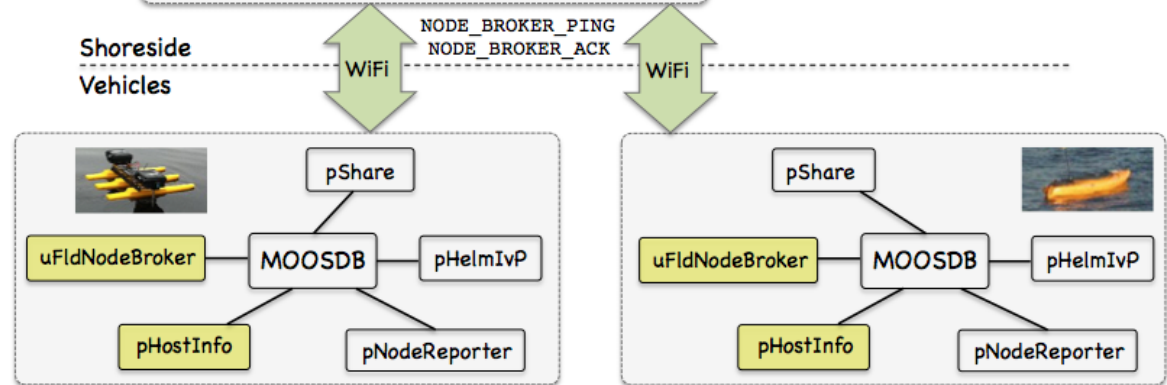 NODE_BROKER_PING
NODE_BROKER_ACK
Shoreside
Vehicles
WiFi
WiFi
pShare
uFldNodeBroker
MOOSDB
pHelmIvP
pHostInfo
pNodeReporter
pShare
uFldNodeBroker
MOOSDB
pHelmIvP
pHostInfo
pNodeReporter